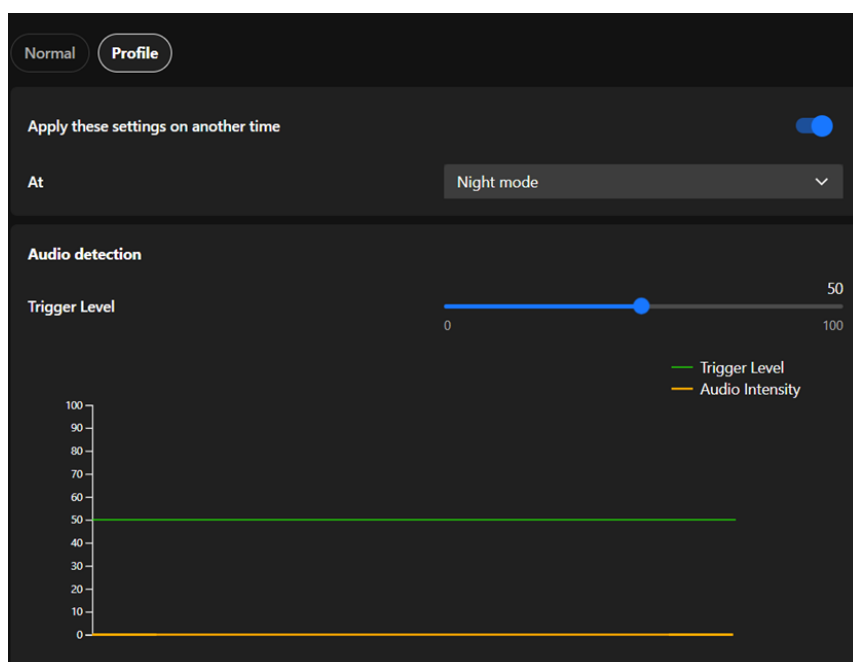 Normal Profile
Apply these settings on another time
At Night mode
Audio detection
50
Trigger Level
0 100
Trigger Level
Audio Intensity
100
90
80
70
60
50
40
30
20
10
0